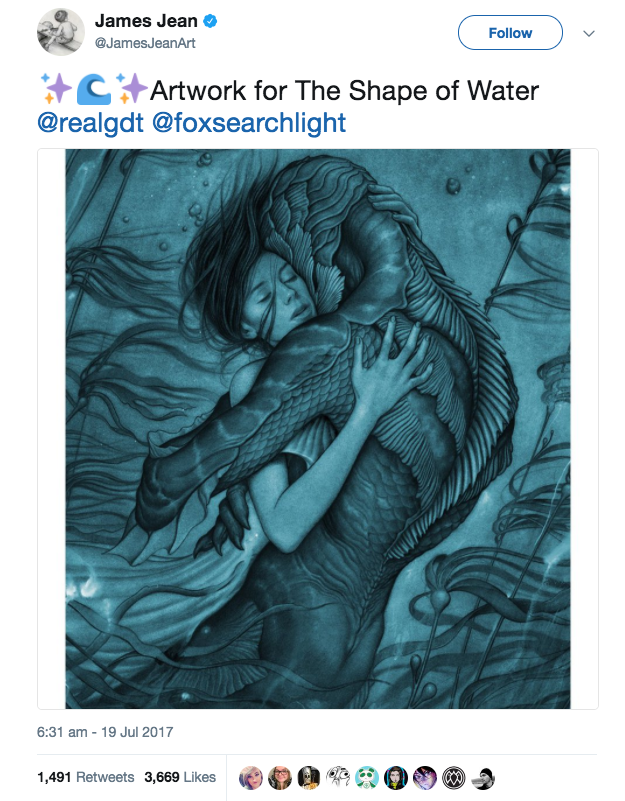 James Jean
@JamesJeanArt
Follow
✨🌊✨Artwork for The Shape of Water
@realgdt @foxsearchlight
6:31 am - 19 Jul 2017
1,491 Retweets 3,669 Likes